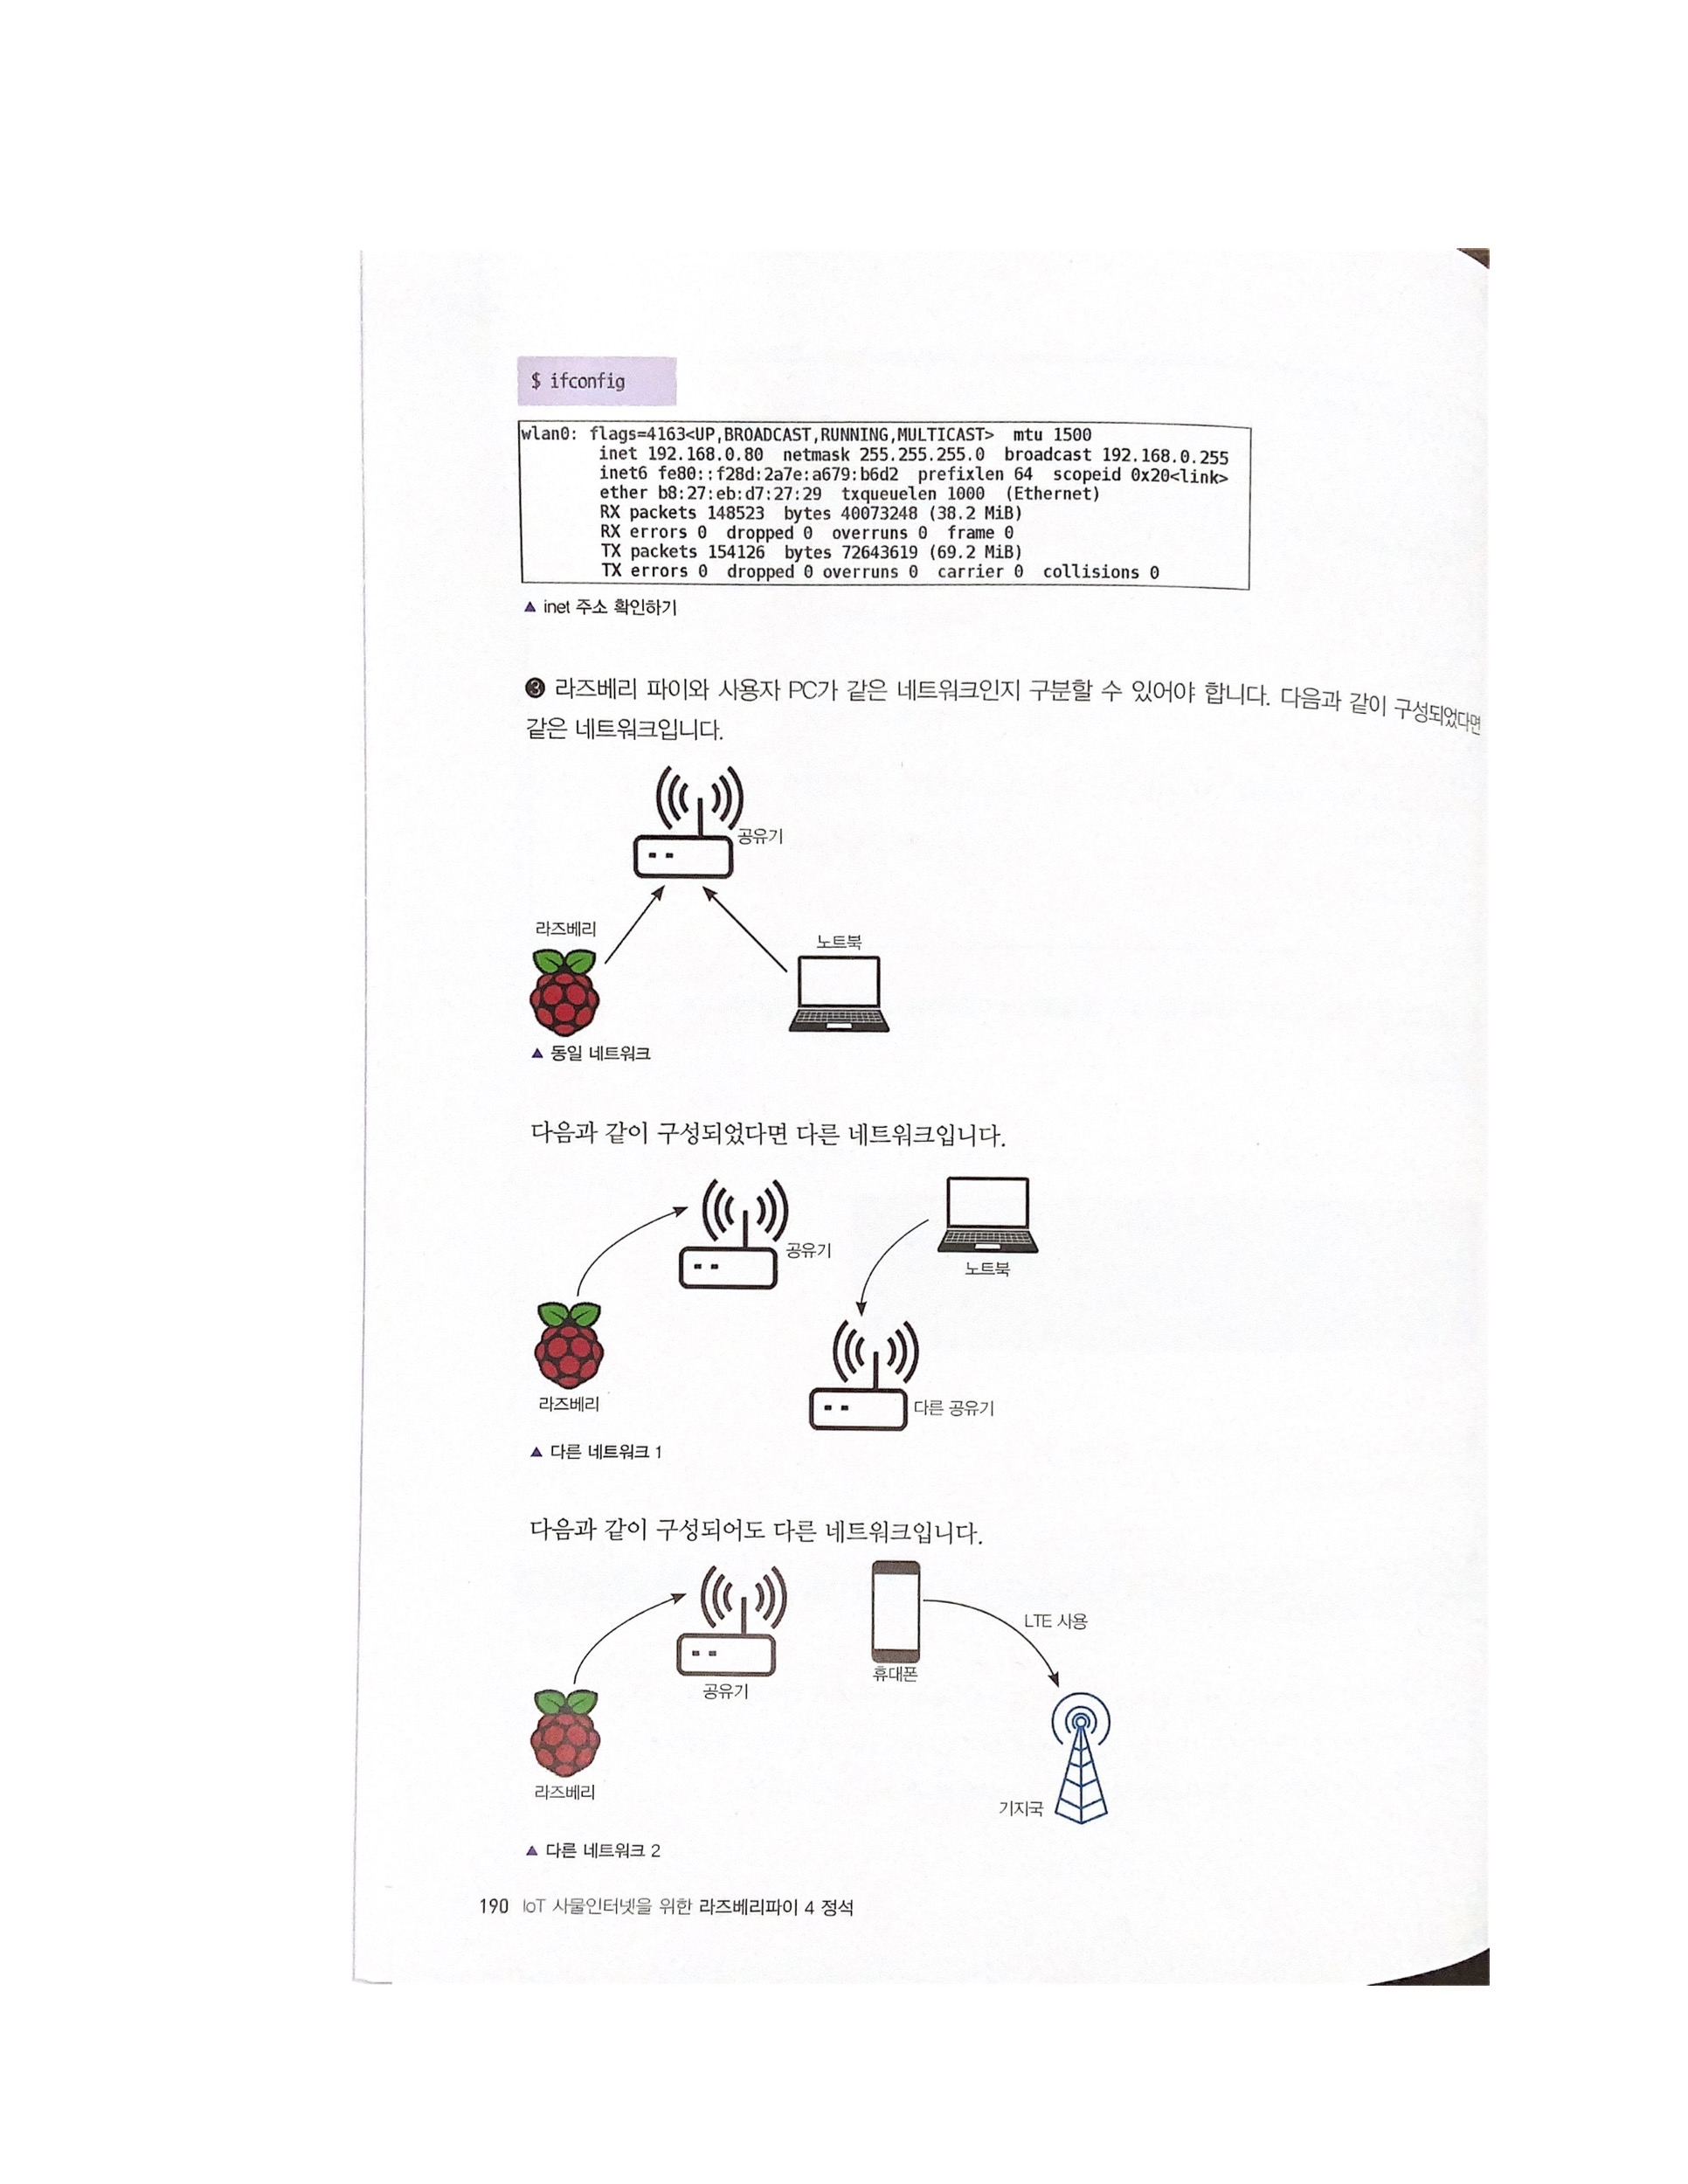 $ ifconfig
wlan0: flags=4163<UP,BROADCAST,RUNNING,MULTICAST>  mtu 1500
inet 192.168.0.80  netmask 255.255.255.0  broadcast 192.168.0.255
inet6 fe80::f28d:2a7e:a679:b6d2  prefixlen 64  scopeid 0x20<link>
ether b8:27:eb:d7:27:29  txqueuelen 1000  (Ethernet)
RX packets 148523  bytes 40073248 (38.2 MiB)
RX errors 0  dropped 0  overruns 0  frame 0
TX packets 154126  bytes 72643619 (69.2 MiB)
TX errors 0  dropped 0 overruns 0  carrier 0  collisions 0
▲ inet 주소 확인하기
❸ 라즈베리 파이와 사용자 PC가 같은 네트워크인지 구분할 수 있어야 합니다. 다음과 같이 구성되었다면
같은 네트워크입니다.
공유기
라즈베리
노트북
▲ 동일 네트워크
다음과 같이 구성되었다면 다른 네트워크입니다.
공유기
노트북
라즈베리
다른 공유기
▲ 다른 네트워크 1
다음과 같이 구성되어도 다른 네트워크입니다.
LTE 사용
휴대폰
공유기
라즈베리
기지국
▲ 다른 네트워크 2
190 IoT 사물인터넷을 위한 라즈베리파이 4 정석